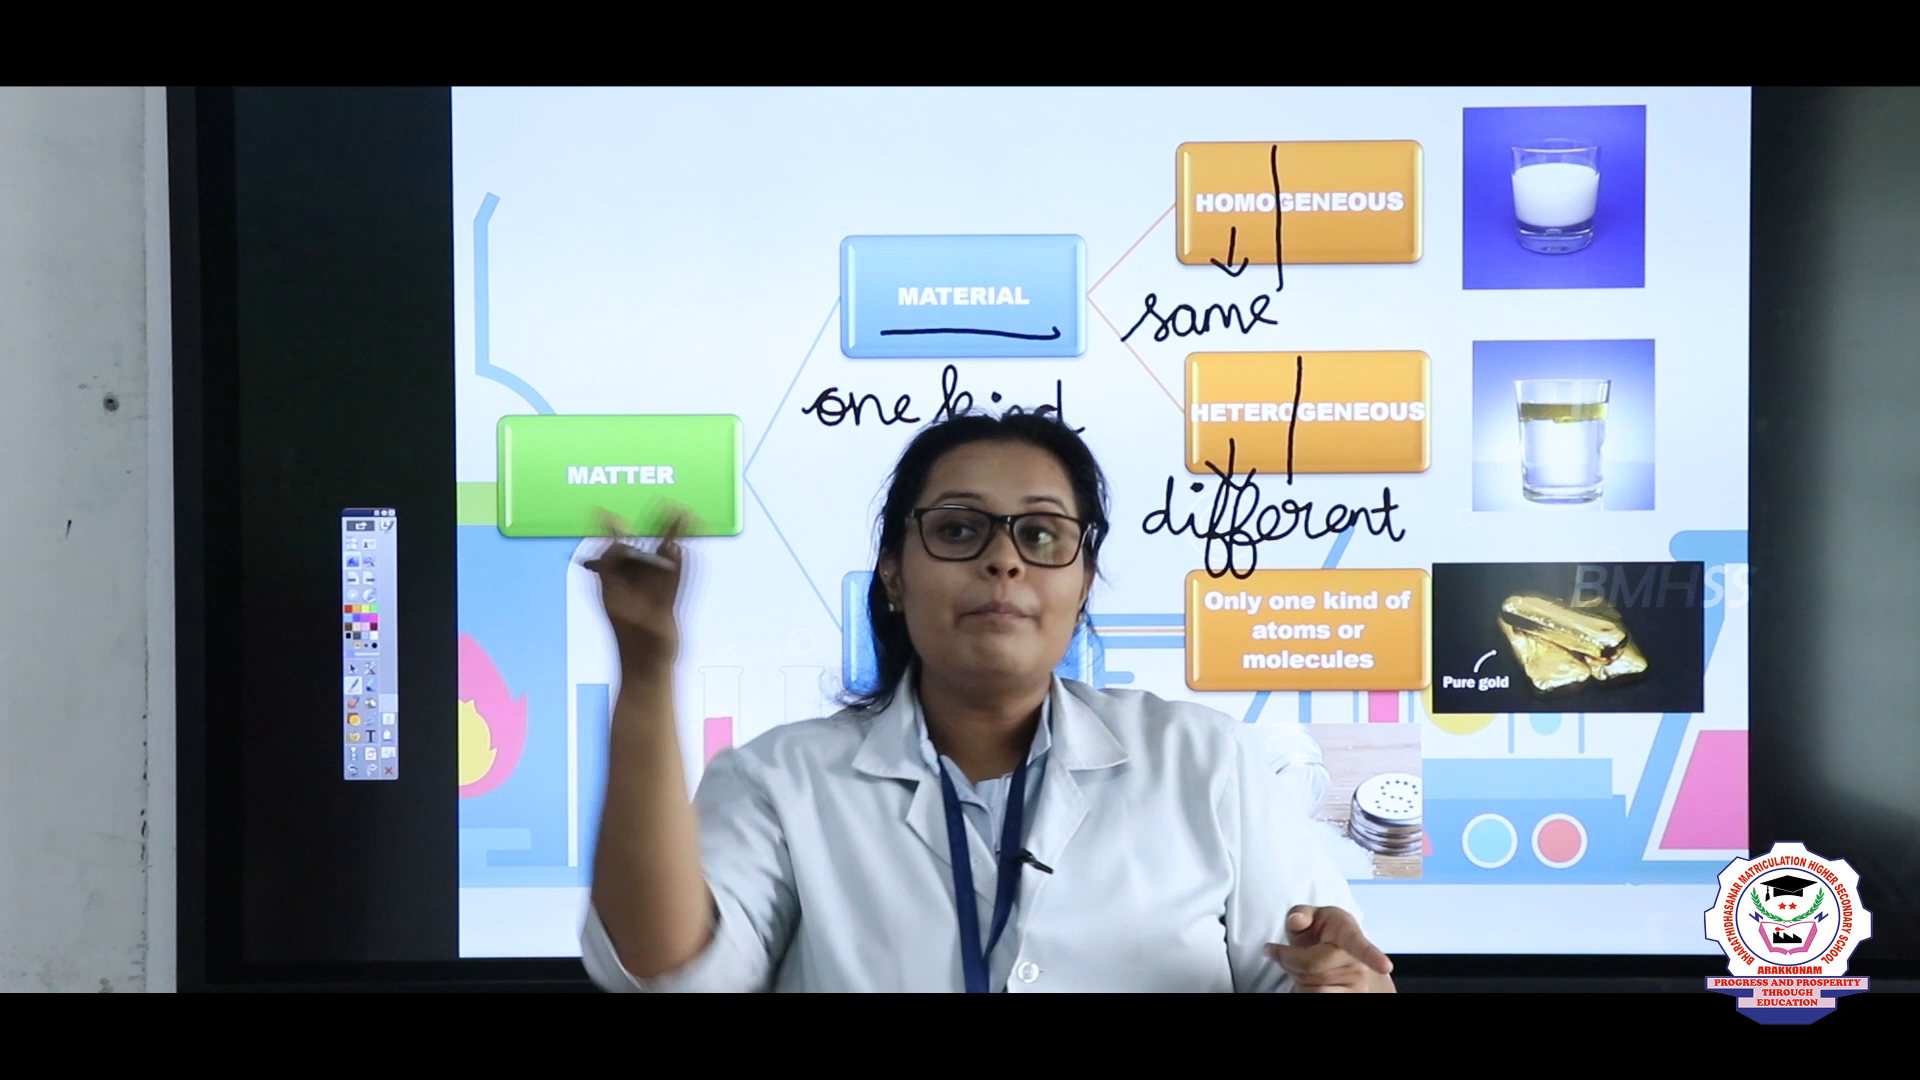 HOMOGENEOUS
MATERIAL
same
one kind
HETEROGENEOUS
MATTER
different
Only one kind of
atoms or
molecules
BMHSS
Pure gold
S
T
BHARATHIDHASANAR MATRICULATION HIGHER SECONDARY SCHOOL
ARAKKONAM
PROGRESS AND PROSPERITY
THROUGH
EDUCATION